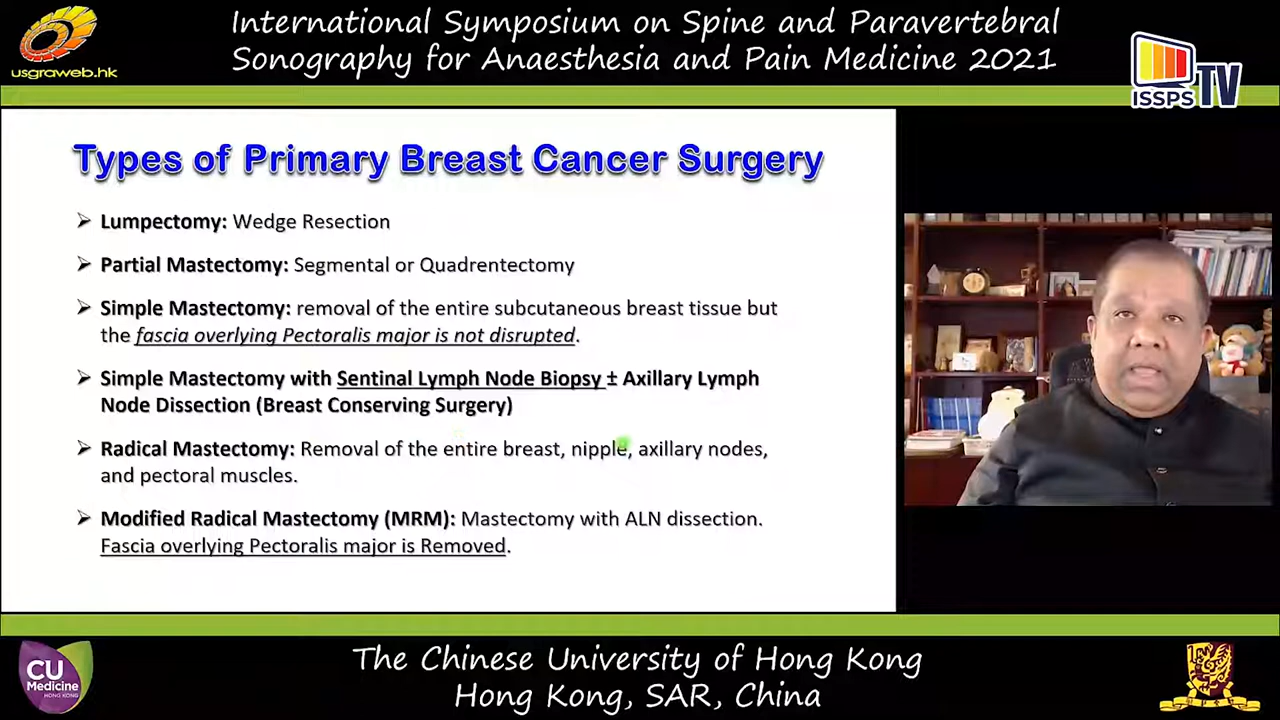 International Symposium on Spine and Paravertebral
Sonography for Anaesthesia and Pain Medicine 2021
usgraweb.hk
ISSPS TV
Types of Primary Breast Cancer Surgery
➢ Lumpectomy: Wedge Resection
➢ Partial Mastectomy: Segmental or Quadrentectomy
➢ Simple Mastectomy: removal of the entire subcutaneous breast tissue but
the fascia overlying Pectoralis major is not disrupted.
➢ Simple Mastectomy with Sentinal Lymph Node Biopsy ± Axillary Lymph
Node Dissection (Breast Conserving Surgery)
➢ Radical Mastectomy: Removal of the entire breast, nipple, axillary nodes,
and pectoral muscles.
➢ Modified Radical Mastectomy (MRM): Mastectomy with ALN dissection.
Fascia overlying Pectoralis major is Removed.
CU
Medicine
HONG KONG
The Chinese University of Hong Kong
Hong Kong, SAR, China